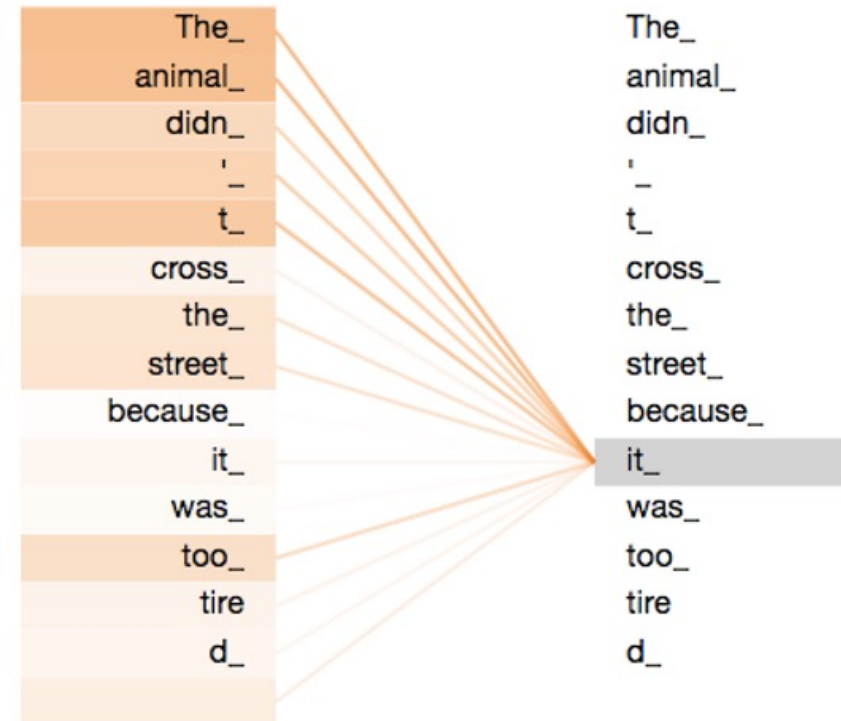 The_ The_
animal_ animal_
didn_ didn_
'_ '_
t_ t_
cross_ cross_
the_ the_
street_ street_
because_ because_
it_ it_
was_ was_
too_ too_
tire tire
d_ d_